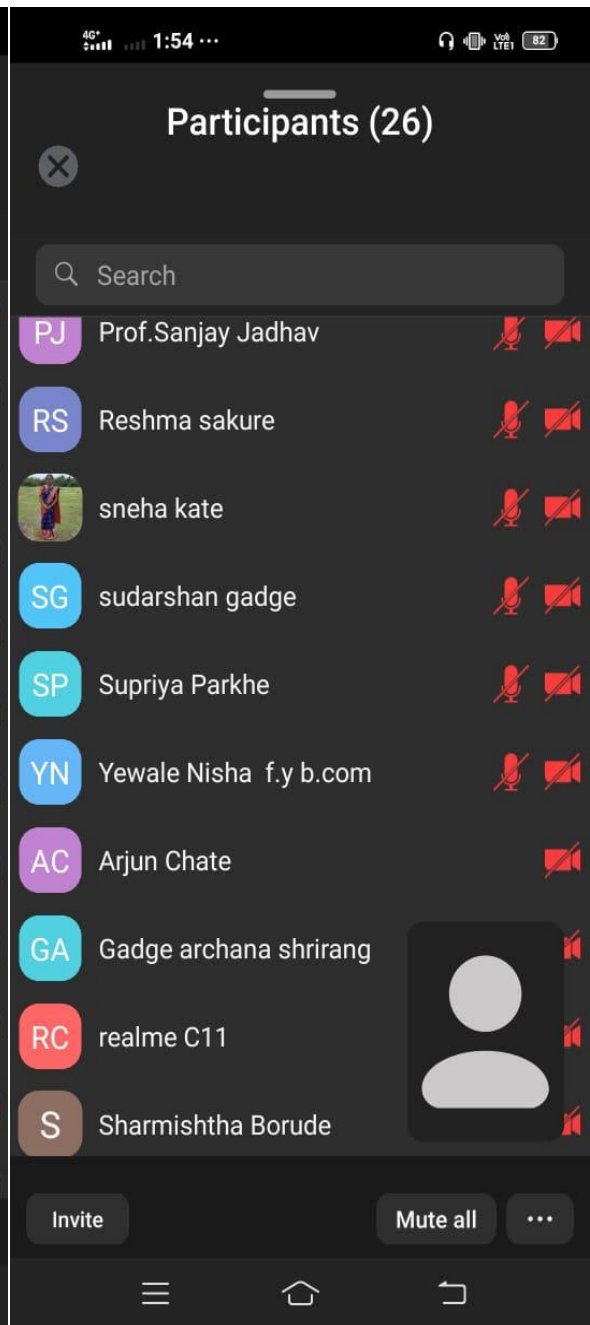 4G+ 1:54 ··· Vo) LTE1 82
Participants (26)
Search
PJ Prof.Sanjay Jadhav
RS Reshma sakure
sneha kate
SG sudarshan gadge
SP Supriya Parkhe
YN Yewale Nisha f.y b.com
AC Arjun Chate
GA Gadge archana shrirang
RC realme C11
S Sharmishtha Borude
Invite Mute all ···